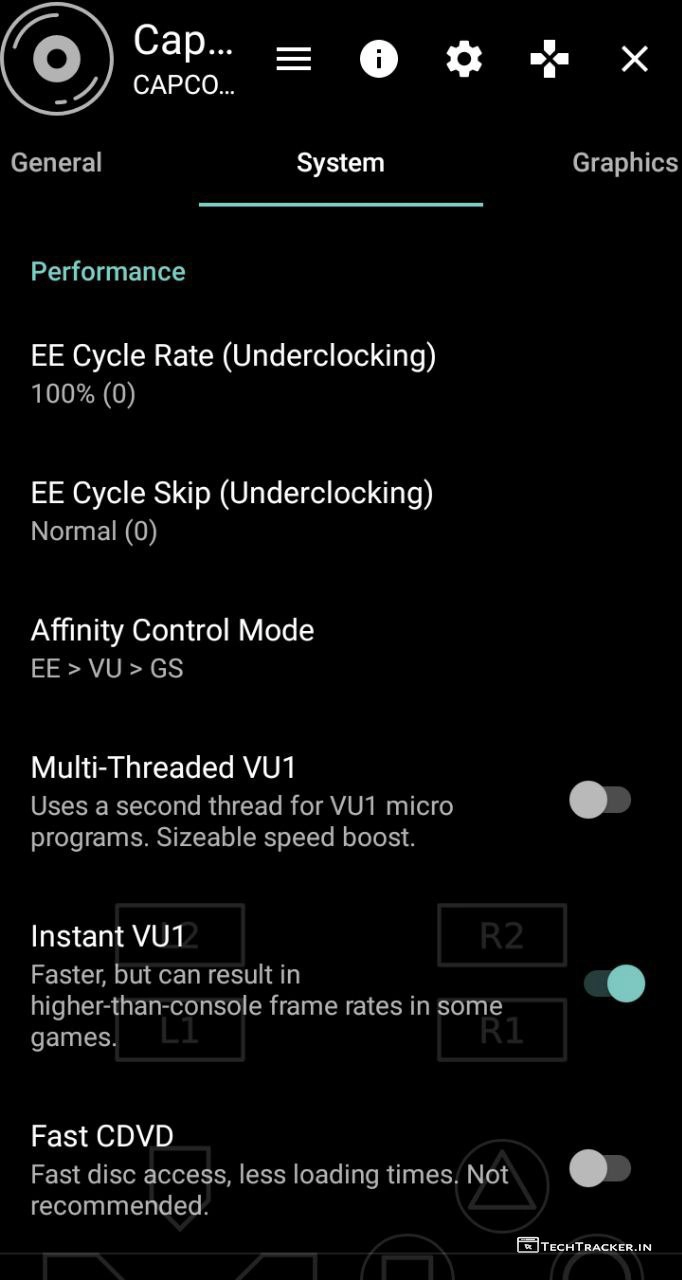 Cap...
CAPCO...
General
System
Graphics
Performance
EE Cycle Rate (Underclocking)
100% (0)
EE Cycle Skip (Underclocking)
Normal (0)
Affinity Control Mode
EE > VU > GS
Multi-Threaded VU1
Uses a second thread for VU1 micro
programs. Sizeable speed boost.
L2
R2
Instant VU1
Faster, but can result in
higher-than-console frame rates in some
games.
L1
R1
Fast CDVD
Fast disc access, less loading times. Not
recommended.
TECHTRACKER.IN